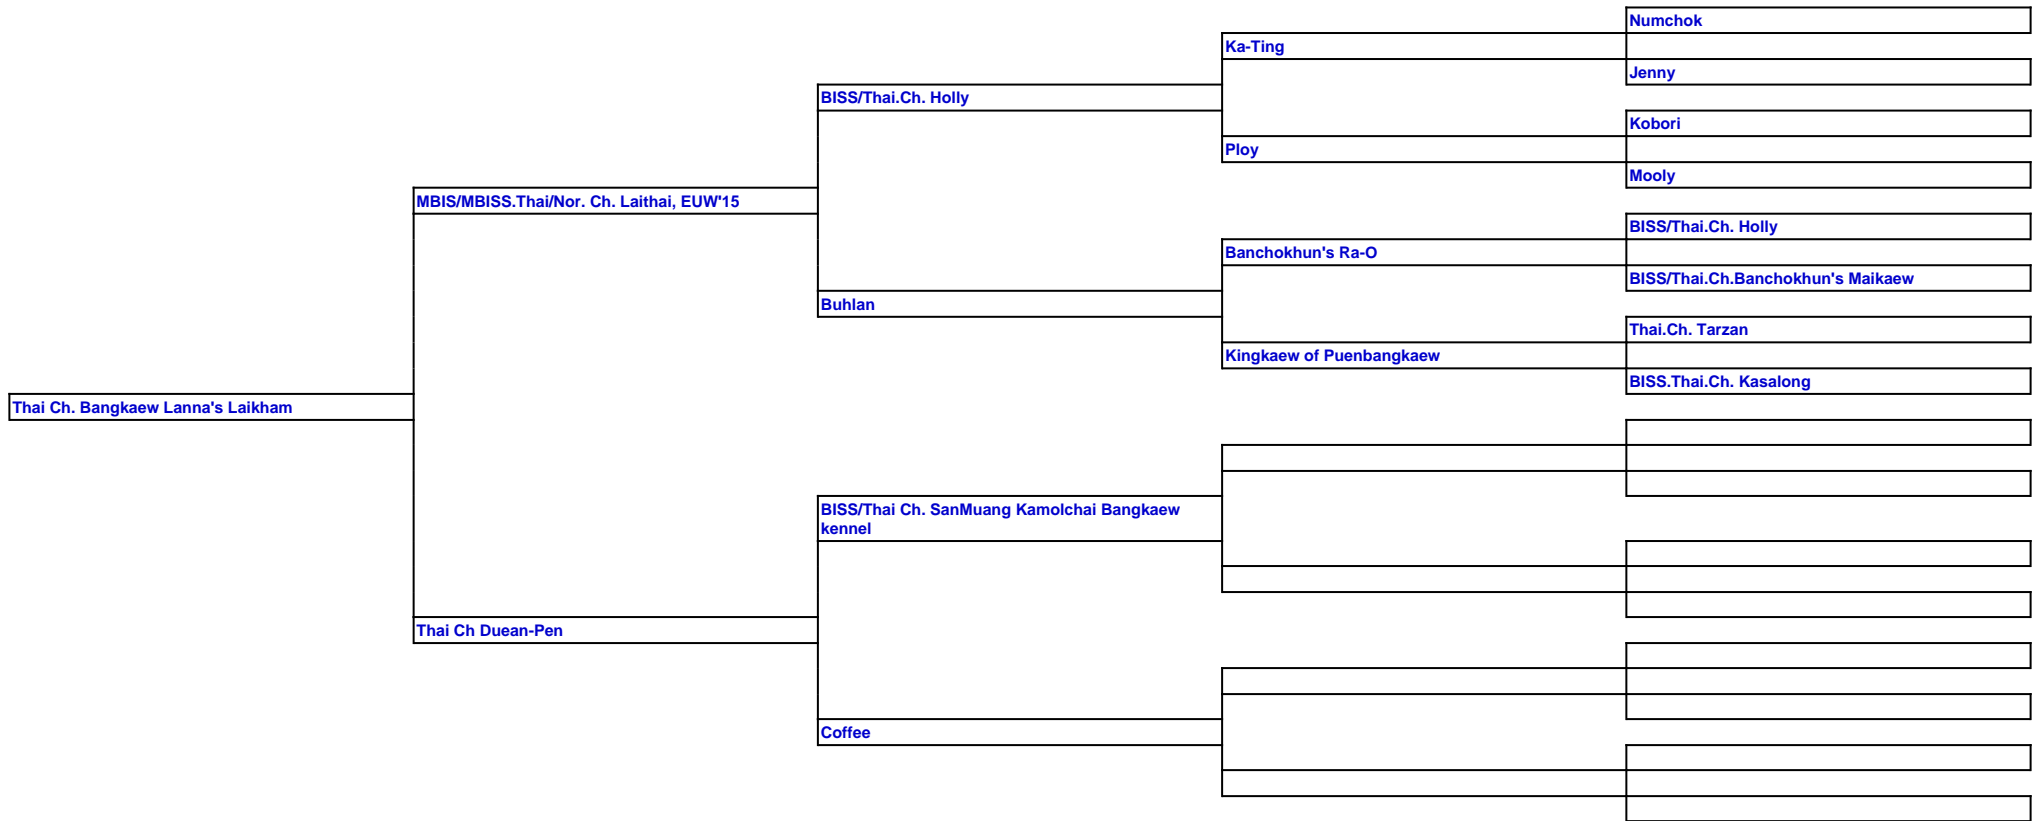 Numchok
Ka-Ting
Jenny
BISS/Thai.Ch. Holly
Kobori
Ploy
Mooly
MBIS/MBISS.Thai/Nor. Ch. Laithai, EUW'15
BISS/Thai.Ch. Holly
Banchokhun's Ra-O
BISS/Thai.Ch.Banchokhun's Maikaew
Buhlan
Thai.Ch. Tarzan
Kingkaew of Puenbangkaew
BISS.Thai.Ch. Kasalong
Thai Ch. Bangkaew Lanna's Laikham
BISS/Thai Ch. SanMuang Kamolchai Bangkaew
kennel
Thai Ch Duean-Pen
Coffee